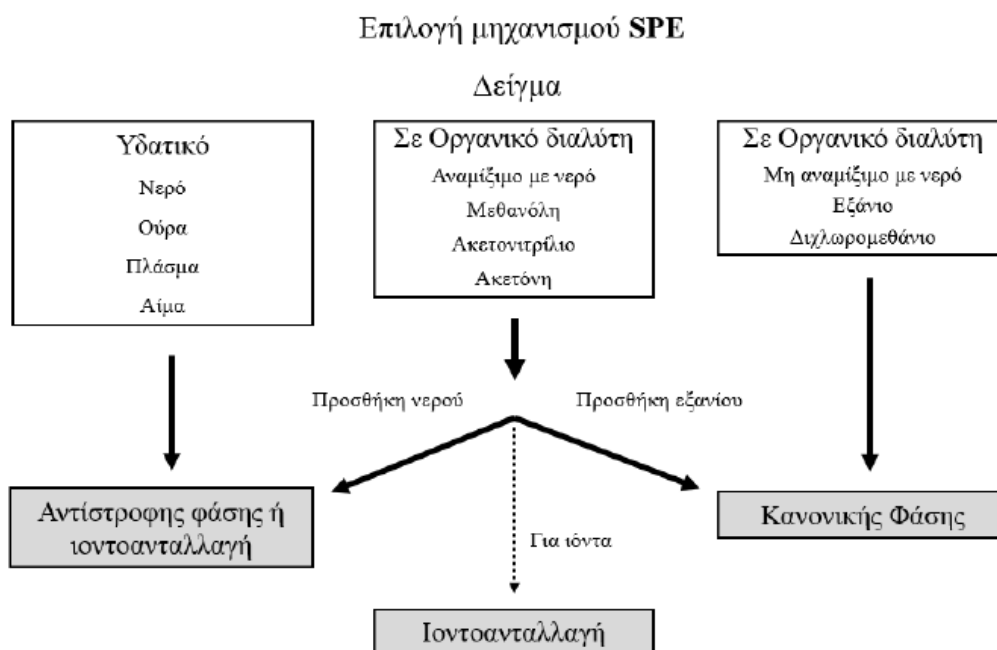 Επιλογή μηχανισμού SPE
Δείγμα
Υδατικό
Νερό
Ούρα
Πλάσμα
Αίμα
Σε Οργανικό διαλύτη
Αναμίξιμο με νερό
Μεθανόλη
Ακετονιτρίλιο
Ακετόνη
Σε Οργανικό διαλύτη
Μη αναμίξιμο με νερό
Εξάνιο
Διχλωρομεθάνιο
Προσθήκη νερού
Προσθήκη εξανίου
Αντίστροφης φάσης ή
ιοντοανταλλαγή
Για ιόντα
Κανονικής Φάσης
Ιοντοανταλλαγή